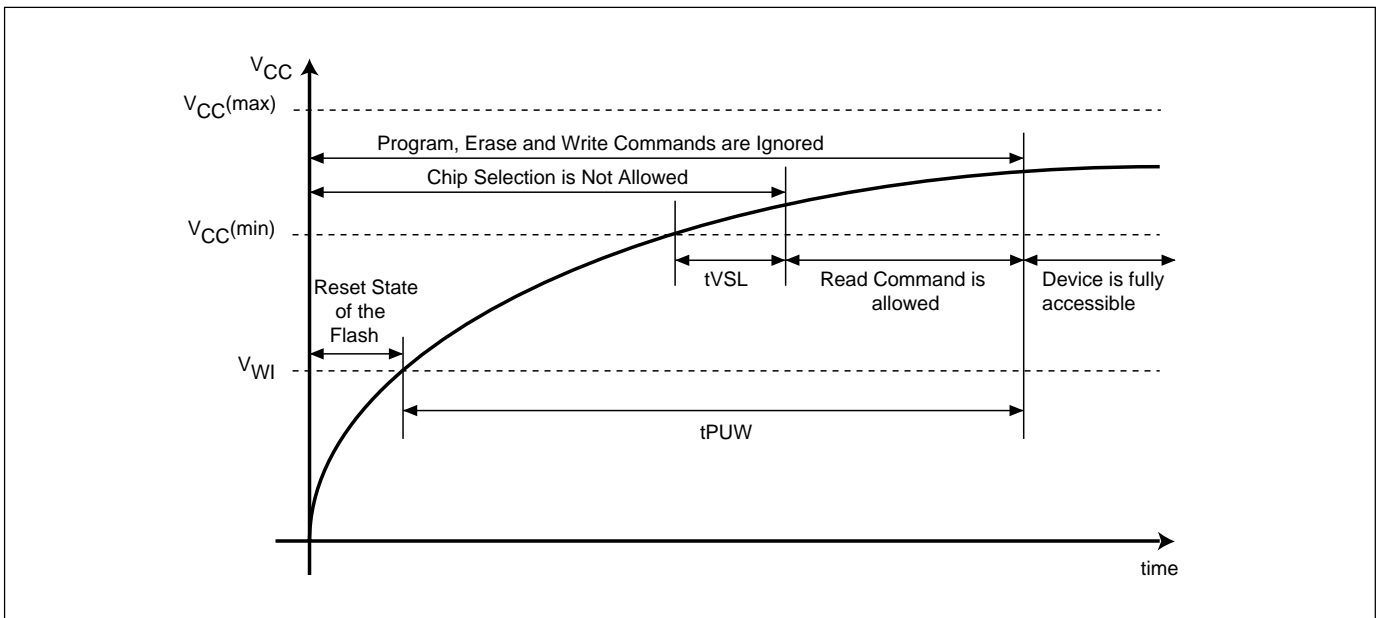 VCC
VCC(max)
Program, Erase and Write Commands are Ignored
Chip Selection is Not Allowed
VCC(min)
tVSL
Read Command is
allowed
Device is fully
accessible
Reset State
of the
Flash
VWI
tPUW
time